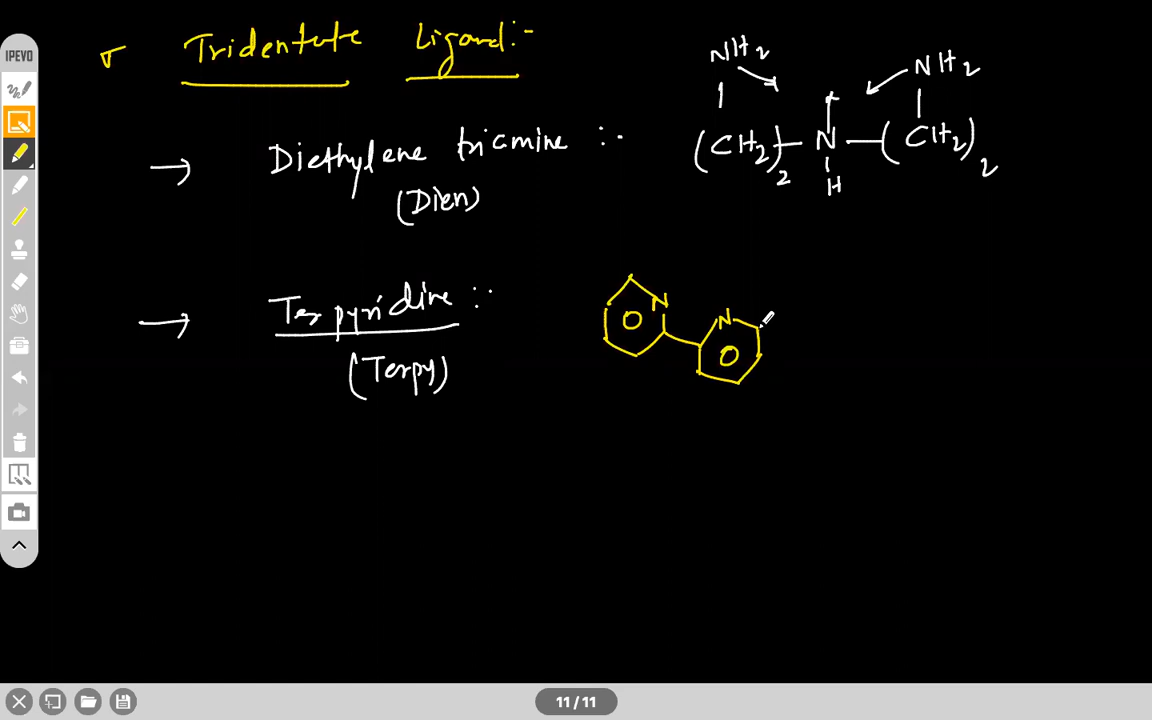 IPEVO
Tridentate Ligand:-
NH2 NH2
Diethylene triamine :-
(CH2)2 - N - (CH2)2
H
(Dien)
Terpyridine :-
N
N
(Terpy)
11/11